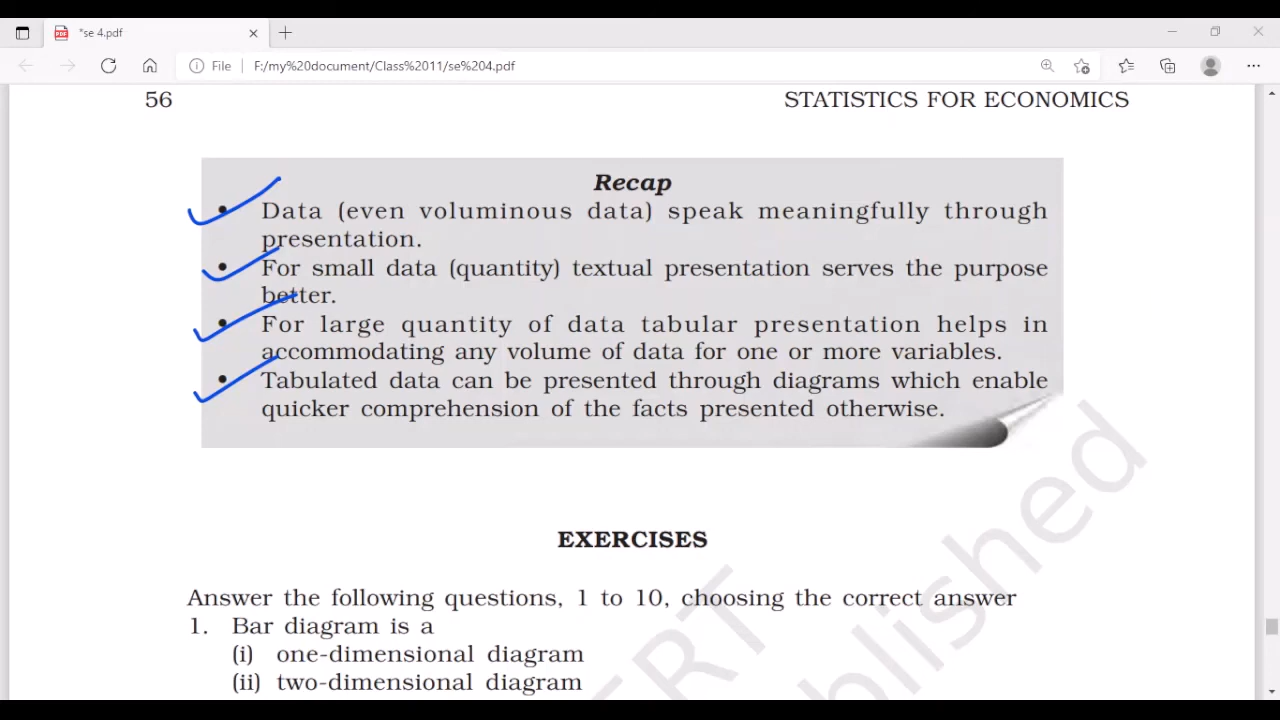 *se 4.pdf
File F:/my%20document/Class%2011/se%204.pdf
56 STATISTICS FOR ECONOMICS
Recap
• Data (even voluminous data) speak meaningfully through
presentation.
• For small data (quantity) textual presentation serves the purpose
better.
• For large quantity of data tabular presentation helps in
accommodating any volume of data for one or more variables.
• Tabulated data can be presented through diagrams which enable
quicker comprehension of the facts presented otherwise.
EXERCISES
Answer the following questions, 1 to 10, choosing the correct answer
1. Bar diagram is a
(i) one-dimensional diagram
(ii) two-dimensional diagram